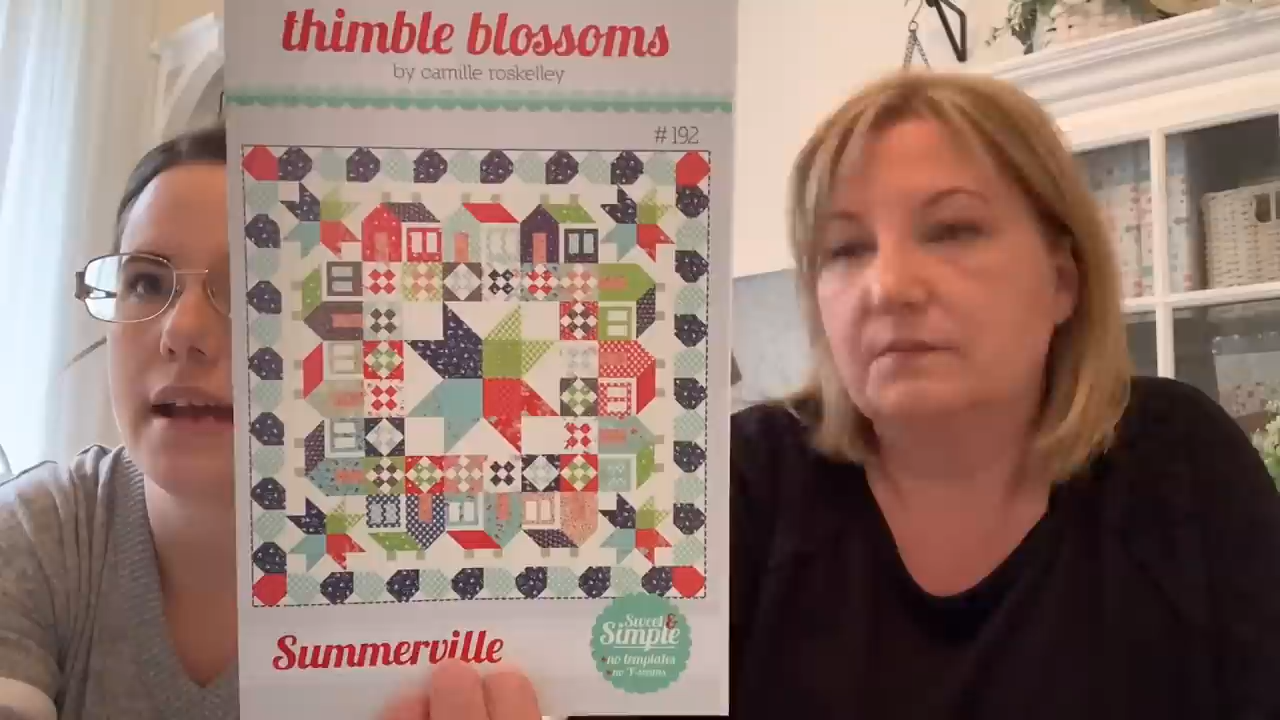 thimble blossoms
by camille roskelley
# 192
Summerville
Sweet &
Simple
•no templates
•no Y-seams